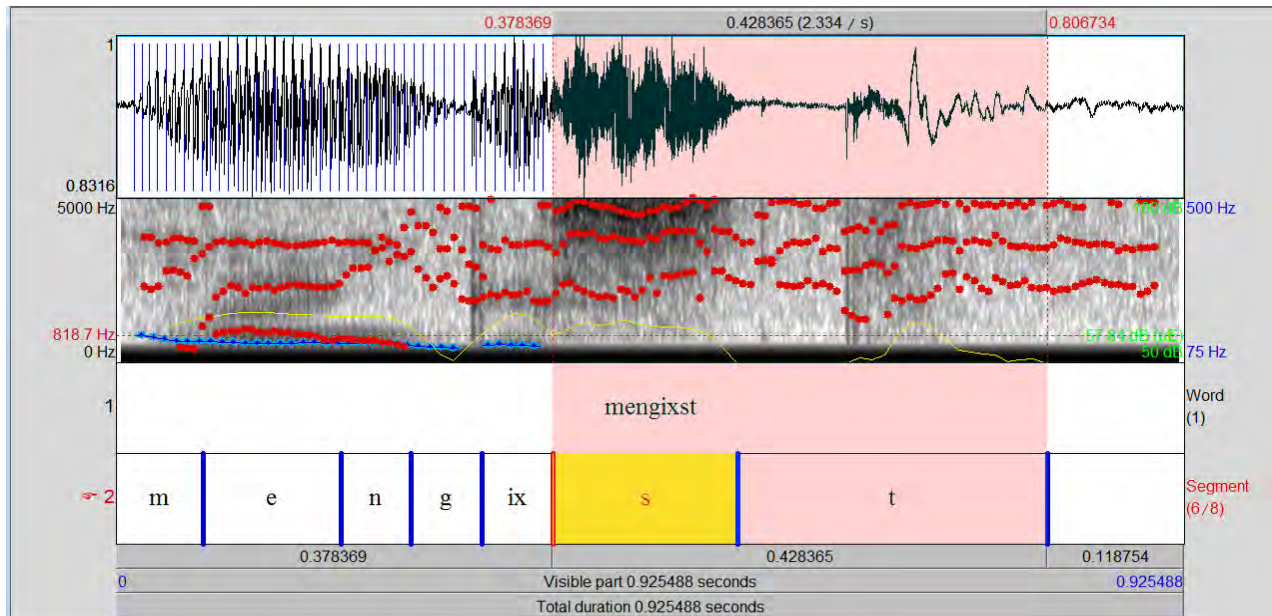 0.378369 0.428365 (2.334 / s) 0.806734
1
0.8316
5000 Hz 100 dB 500 Hz
818.7 Hz 57.84 dB (µE)
0 Hz 50 dB 75 Hz
1 mengixst Word
(1)
2 m e n g ix s t Segment
(6/8)
0.378369 0.428365 0.118754
0 Visible part 0.925488 seconds 0.925488
Total duration 0.925488 seconds